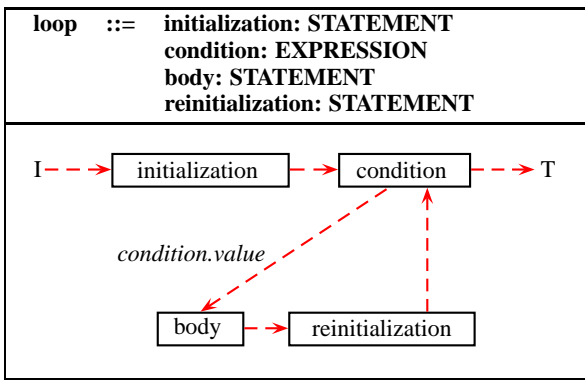 loop ::= initialization: STATEMENT
condition: EXPRESSION
body: STATEMENT
reinitialization: STATEMENT
I initialization condition T
condition.value
body reinitialization